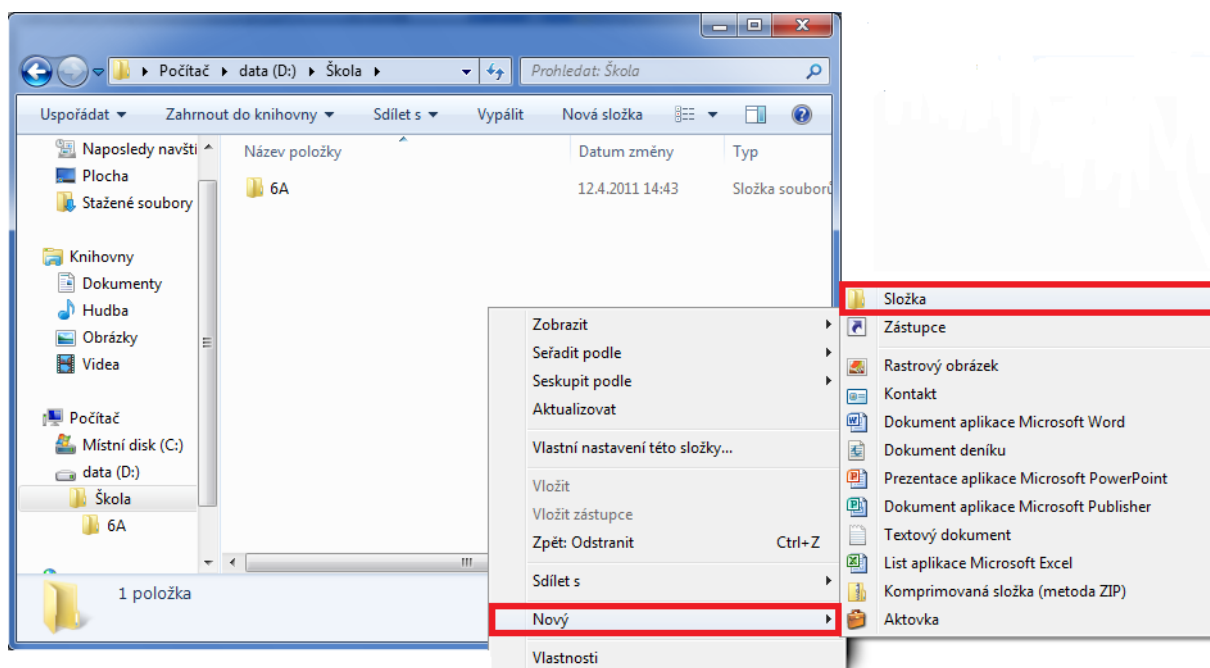 Počítač data (D:) Škola
Prohledat: Škola
Uspořádat Zahrnout do knihovny Sdílet s Vypálit Nová složka
Naposledy navšti
Plocha
Stažené soubory
Knihovny
Dokumenty
Hudba
Obrázky
Videa
Počítač
Místní disk (C:)
data (D:)
Škola
6A
Název položky Datum změny Typ
6A 12.4.2011 14:43 Složka souborů
1 položka
Zobrazit
Seřadit podle
Seskupit podle
Aktualizovat
Vlastní nastavení této složky...
Vložit
Vložit zástupce
Zpět: Odstranit Ctrl+Z
Sdílet s
Nový
Vlastnosti
Složka
Zástupce
Rastrový obrázek
Kontakt
Dokument aplikace Microsoft Word
Dokument deníku
Prezentace aplikace Microsoft PowerPoint
Dokument aplikace Microsoft Publisher
Textový dokument
List aplikace Microsoft Excel
Komprimovaná složka (metoda ZIP)
Aktovka